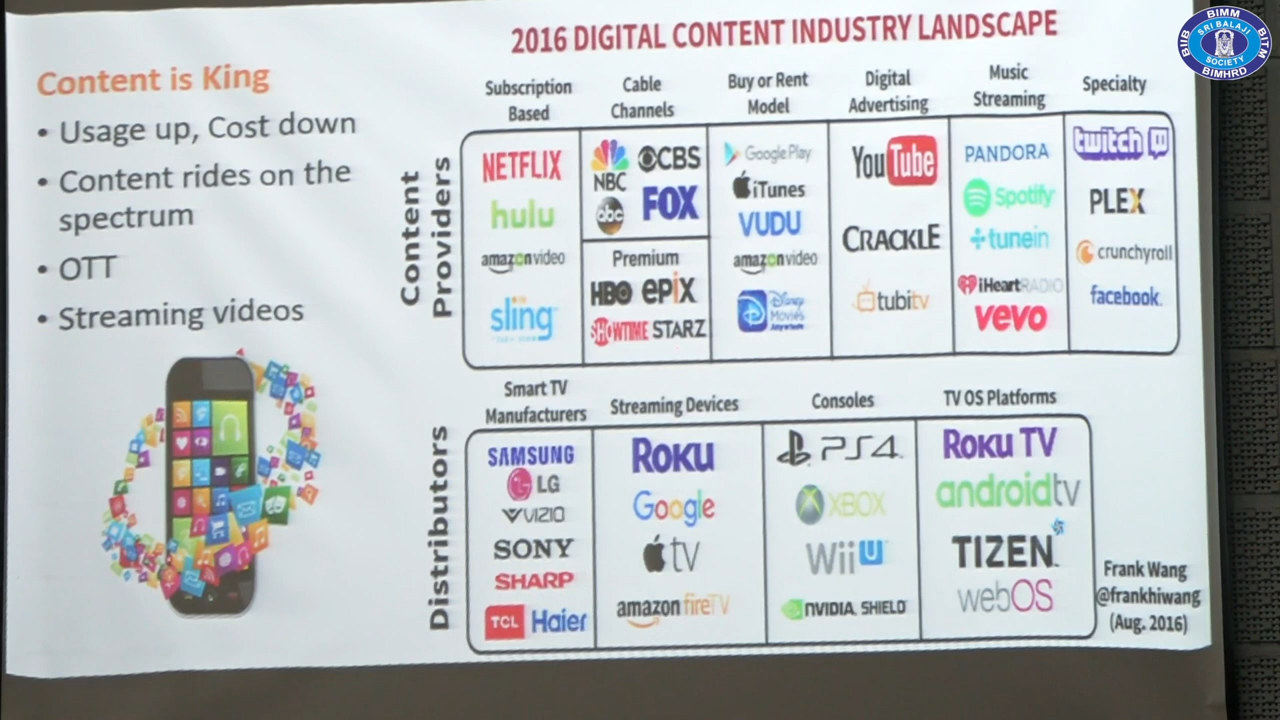 2016 DIGITAL CONTENT INDUSTRY LANDSCAPE
Content is King
• Usage up, Cost down
• Content rides on the
spectrum
• OTT
• Streaming videos
Content
Providers
Subscription
Based
NETFLIX
hulu
amazonvideo
sling
Cable
Channels
NBC
CBS
abc
FOX
Premium
HBO
epix
SHOWTIME
STARZ
Buy or Rent
Model
Google Play
iTunes
VUDU
amazonvideo
Disney
Movies
Anywhere
Digital
Advertising
YouTube
CRACKLE
tubitv
Music
Streaming
PANDORA
Spotify
tunein
iHeartRADIO
vevo
Specialty
twitch
PLEX
crunchyroll
facebook
Distributors
Smart TV
Manufacturers
SAMSUNG
LG
VIZIO
SONY
SHARP
TCL
Haier
Streaming Devices
Roku
Google
tv
amazon fireTV
Consoles
PS4
XBOX
Wii U
NVIDIA SHIELD
TV OS Platforms
Roku TV
androidtv
TIZEN
webOS
Frank Wang
@frankhiwang
(Aug. 2016)
BIMM
BIIB
SRI BALAJI
SOCIETY
BITM
BIMHRD